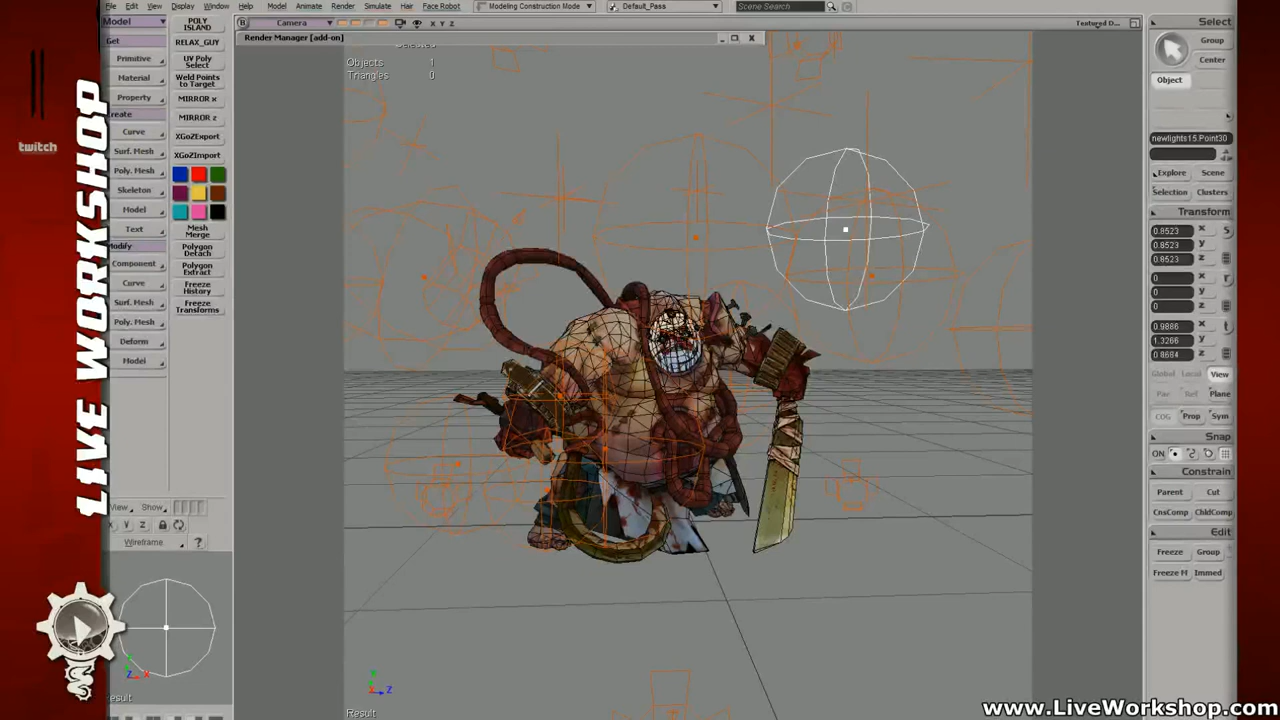 File Edit View Display Window Model Animate Render Simulate Hair Face Robot Modeling Construction Mode Default_Pass Scene Search
Model
B Camera X Y Z Textured D...
Render Manager [add-on]
Objects 1
Triangles 0
Get
Primitive
Material
Property
Create
Curve
Surf. Mesh
Poly. Mesh
Skeleton
Model
Text
Modify
Component
Curve
Surf. Mesh
Poly. Mesh
Deform
Model
POLY
ISLAND
RELAX_GUY
UV Poly
Select
Weld Points
to Target
MIRROR x
MIRROR z
XGoZExport
XGoZImport
Mesh
Merge
Polygon
Detach
Polygon
Extract
Freeze
History
Freeze
Transforms
View Show
X Y Z
Wireframe ?
Z X
esult
Z
Result
Select
Group
Center
Object
newlights15.Point30
Explore Scene
Selection Clusters
Transform
0.8523 x s
0.8523 y
0.8523 z
0 x r
0 y
0 z
0.9886 x t
1.3266 y
0.8684 z
Global Local View
Par Ref Plane
COG Prop Sym
Snap
ON
Constrain
Parent Cut
CnsComp ChldComp
Edit
Freeze Group
Freeze M Immed
twitch
LIVE WORKSHOP
www.LiveWorkshop.com